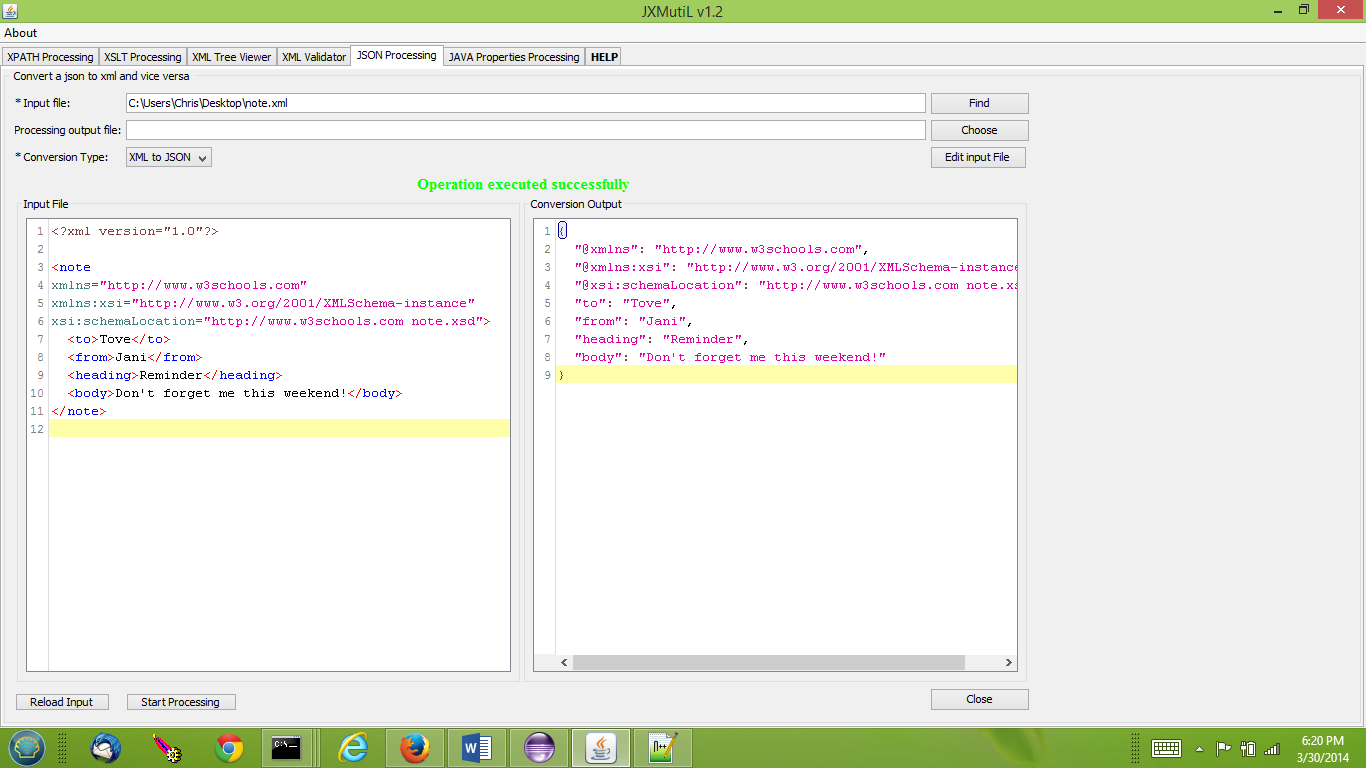 JXMutiL v1.2
About
XPATH Processing XSLT Processing XML Tree Viewer XML Validator JSON Processing JAVA Properties Processing HELP
Convert a json to xml and vice versa
* Input file: C:\Users\Chris\Desktop\note.xml Find
Processing output file: Choose
* Conversion Type: XML to JSON Edit input File
Operation executed successfully
Input File
1 <?xml version="1.0"?>
2
3 <note
4 xmlns="http://www.w3schools.com"
5 xmlns:xsi="http://www.w3.org/2001/XMLSchema-instance"
6 xsi:schemaLocation="http://www.w3schools.com note.xsd">
7 <to>Tove</to>
8 <from>Jani</from>
9 <heading>Reminder</heading>
10 <body>Don't forget me this weekend!</body>
11 </note>
12
Conversion Output
1 {
2 "@xmlns": "http://www.w3schools.com",
3 "@xmlns:xsi": "http://www.w3.org/2001/XMLSchema-instance
4 "@xsi:schemaLocation": "http://www.w3schools.com note.xs
5 "to": "Tove",
6 "from": "Jani",
7 "heading": "Reminder",
8 "body": "Don't forget me this weekend!"
9 }
Reload Input Start Processing Close
C:\
6:20 PM
3/30/2014